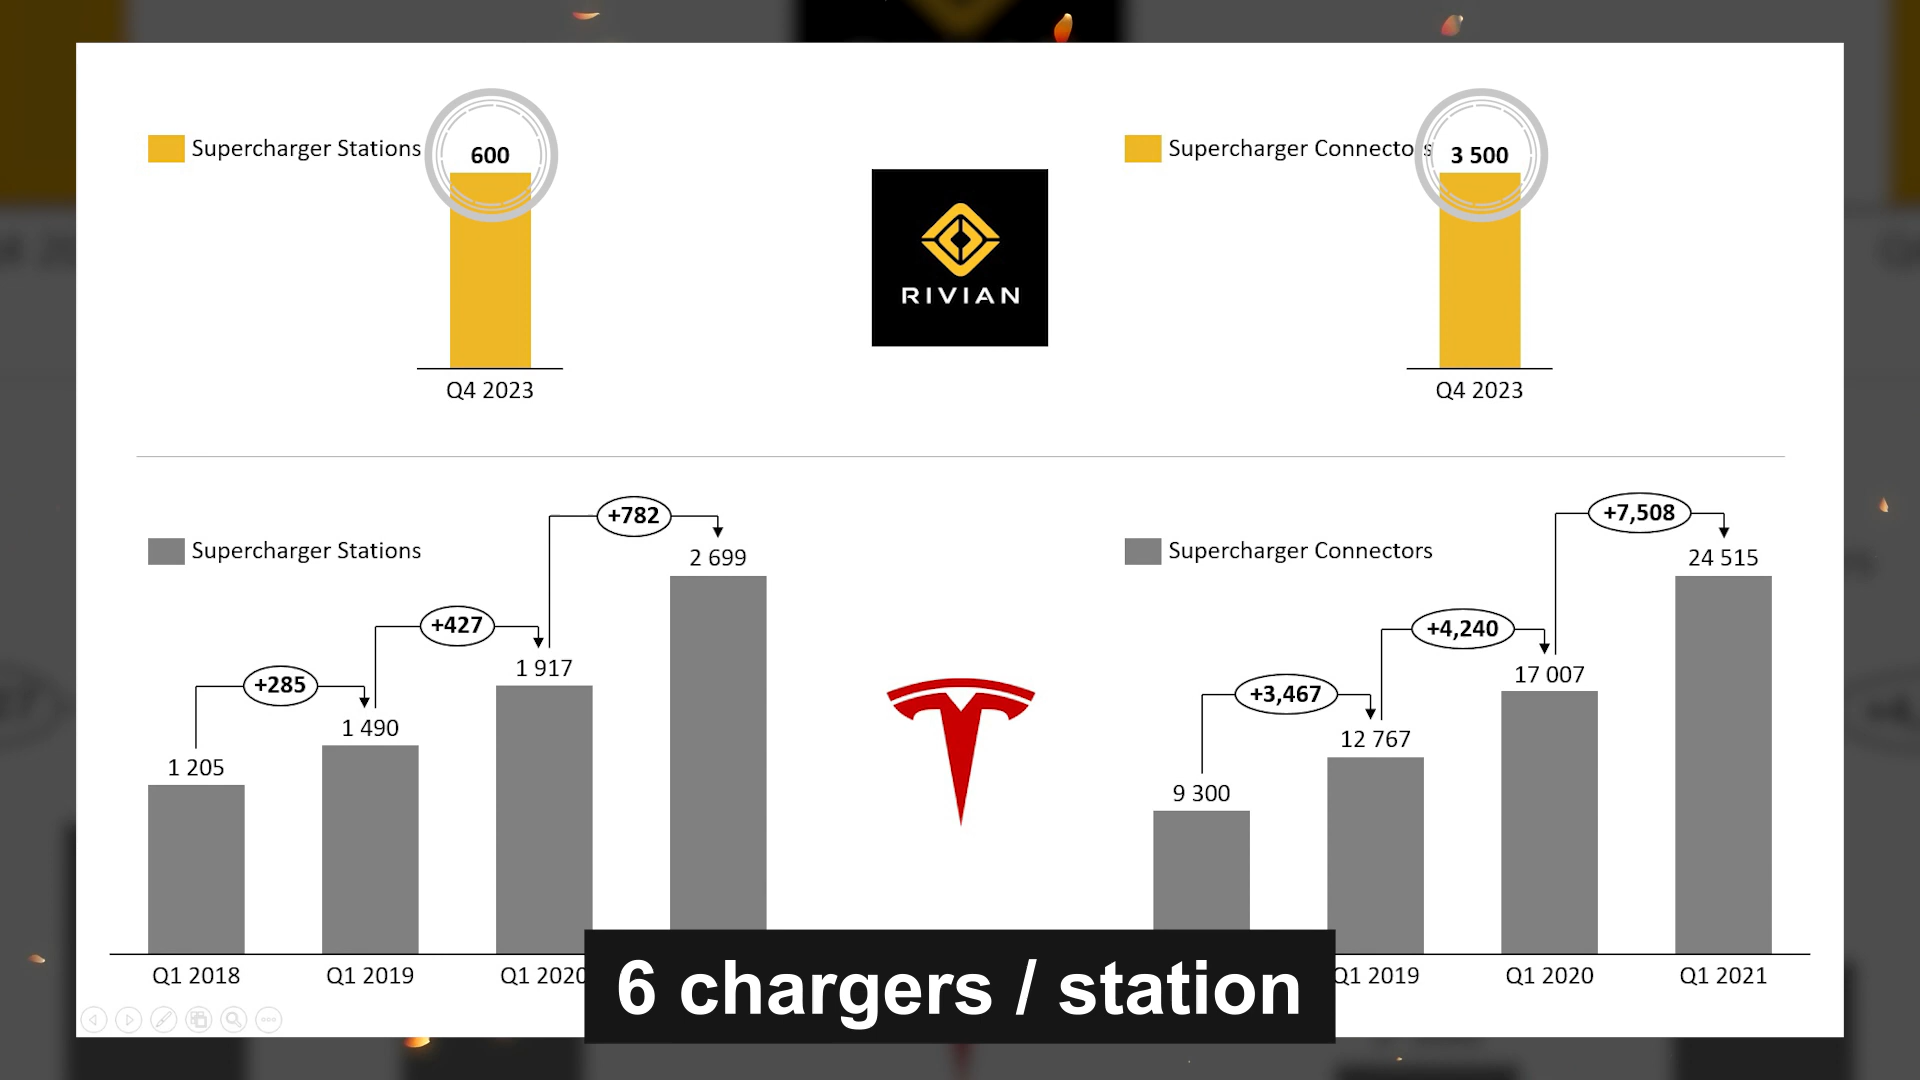 Supercharger Stations
600
Q4 2023
RIVIAN
Supercharger Connectors
3 500
Q4 2023
Supercharger Stations
+285
+427
+782
1 205
1 490
1 917
2 699
Q1 2018
Q1 2019
Q1 2020
Supercharger Connectors
+3,467
+4,240
+7,508
9 300
12 767
17 007
24 515
Q1 2019
Q1 2020
Q1 2021
6 chargers / station